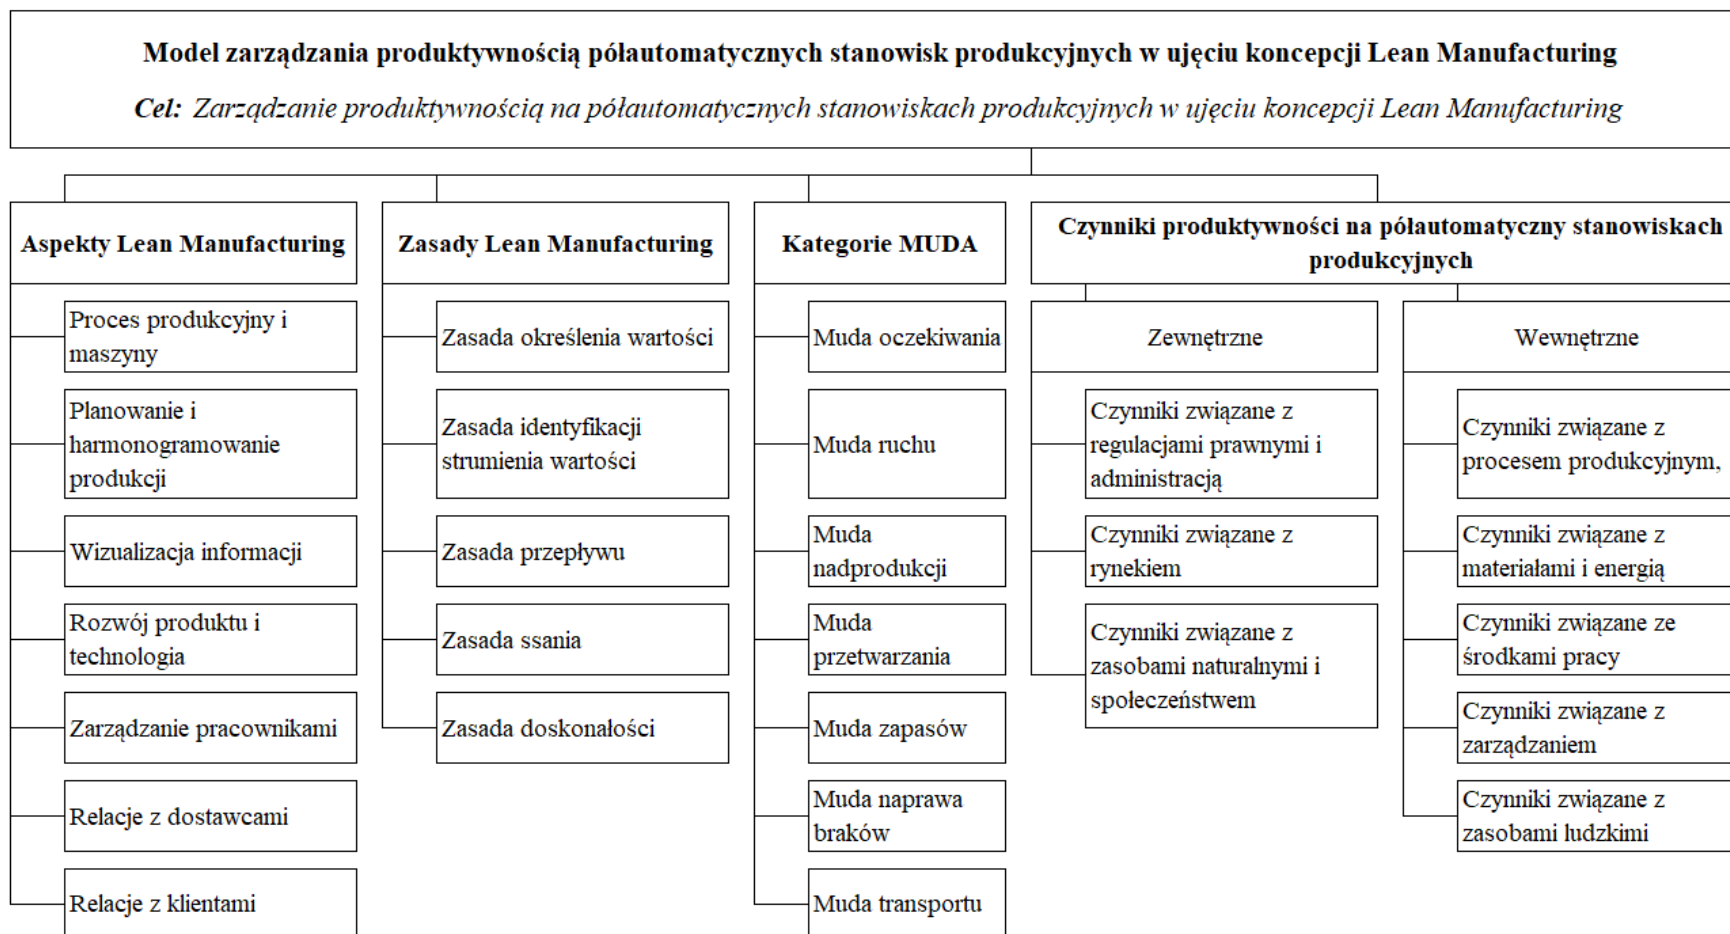 Model zarządzania produktywnością półautomatycznych stanowisk produkcyjnych w ujęciu koncepcji Lean Manufacturing
Cel: Zarządzanie produktywnością na półautomatycznych stanowiskach produkcyjnych w ujęciu koncepcji Lean Manufacturing
Aspekty Lean Manufacturing
Proces produkcyjny i
maszyny
Planowanie i
harmonogramowanie
produkcji
Wizualizacja informacji
Rozwój produktu i
technologia
Zarządzanie pracownikami
Relacje z dostawcami
Relacje z klientami
Zasady Lean Manufacturing
Zasada określenia wartości
Zasada identyfikacji
strumienia wartości
Zasada przepływu
Zasada ssania
Zasada doskonałości
Kategorie MUDA
Muda oczekiwania
Muda ruchu
Muda
nadprodukcji
Muda
przetwarzania
Muda zapasów
Muda naprawa
braków
Muda transportu
Czynniki produktywności na półautomatyczny stanowiskach
produkcyjnych
Zewnętrzne
Czynniki związane z
regulacjami prawnymi i
administracją
Czynniki związane z
rynekiem
Czynniki związane z
zasobami naturalnymi i
społeczeństwem
Wewnętrzne
Czynniki związane z
procesem produkcyjnym,
Czynniki związane z
materiałami i energią
Czynniki związane ze
środkami pracy
Czynniki związane z
zarządzaniem
Czynniki związane z
zasobami ludzkimi